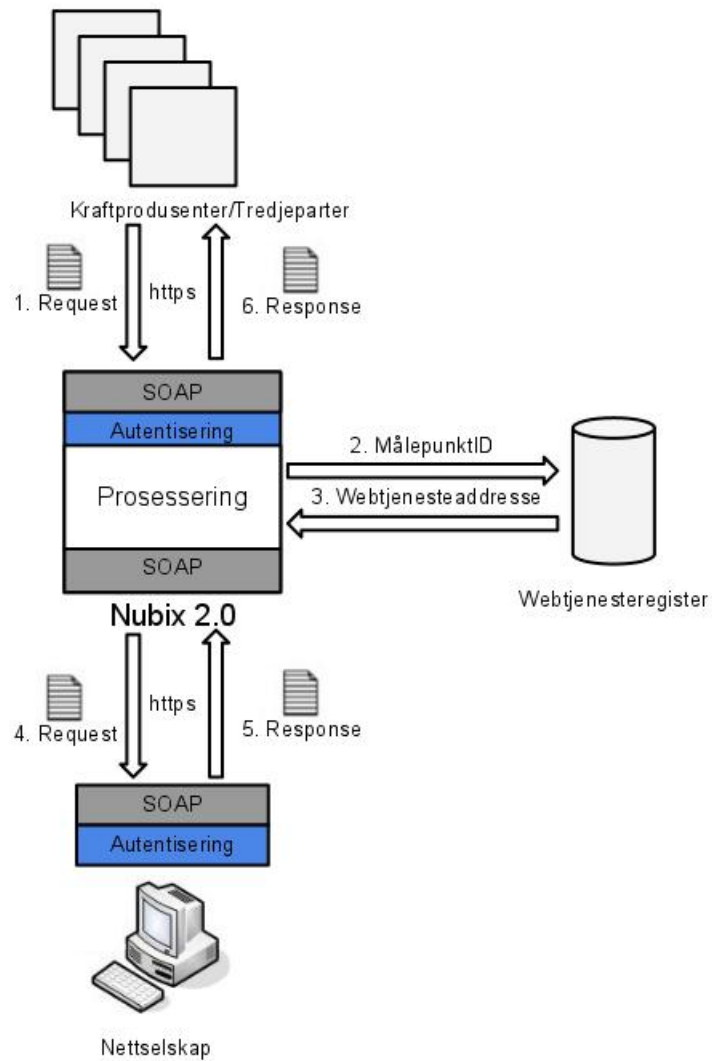 Kraftprodusenter/Tredjeparter
1. Request
https
6. Response
SOAP
Autentisering
Prosessering
SOAP
Nubix 2.0
2. MålepunktID
3. Webtjenesteaddresse
Webtjenesteregister
4. Request
https
5. Response
SOAP
Autentisering
Nettselskap